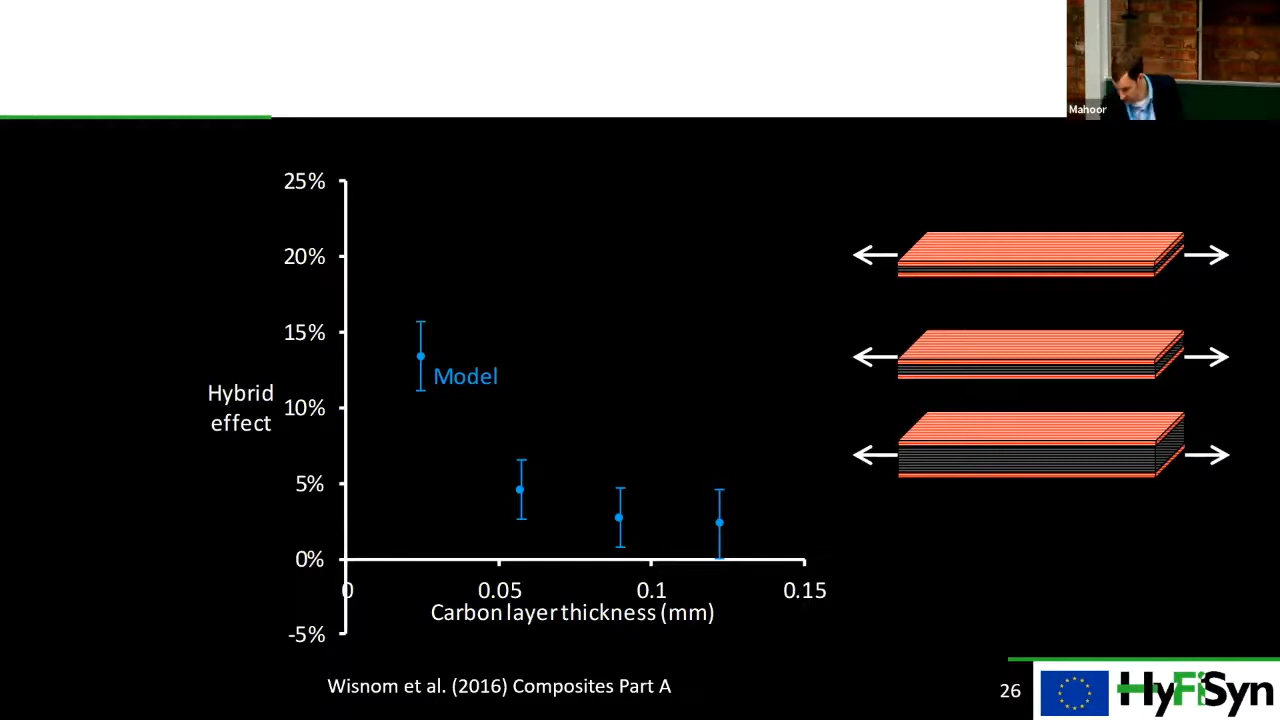 Mahoor
25%
20%
15%
10%
5%
0%
-5%
Hybrid
effect
Model
0
0.05
0.1
0.15
Carbon layer thickness (mm)
Wisnom et al. (2016) Composites Part A
26
HyFiSyn